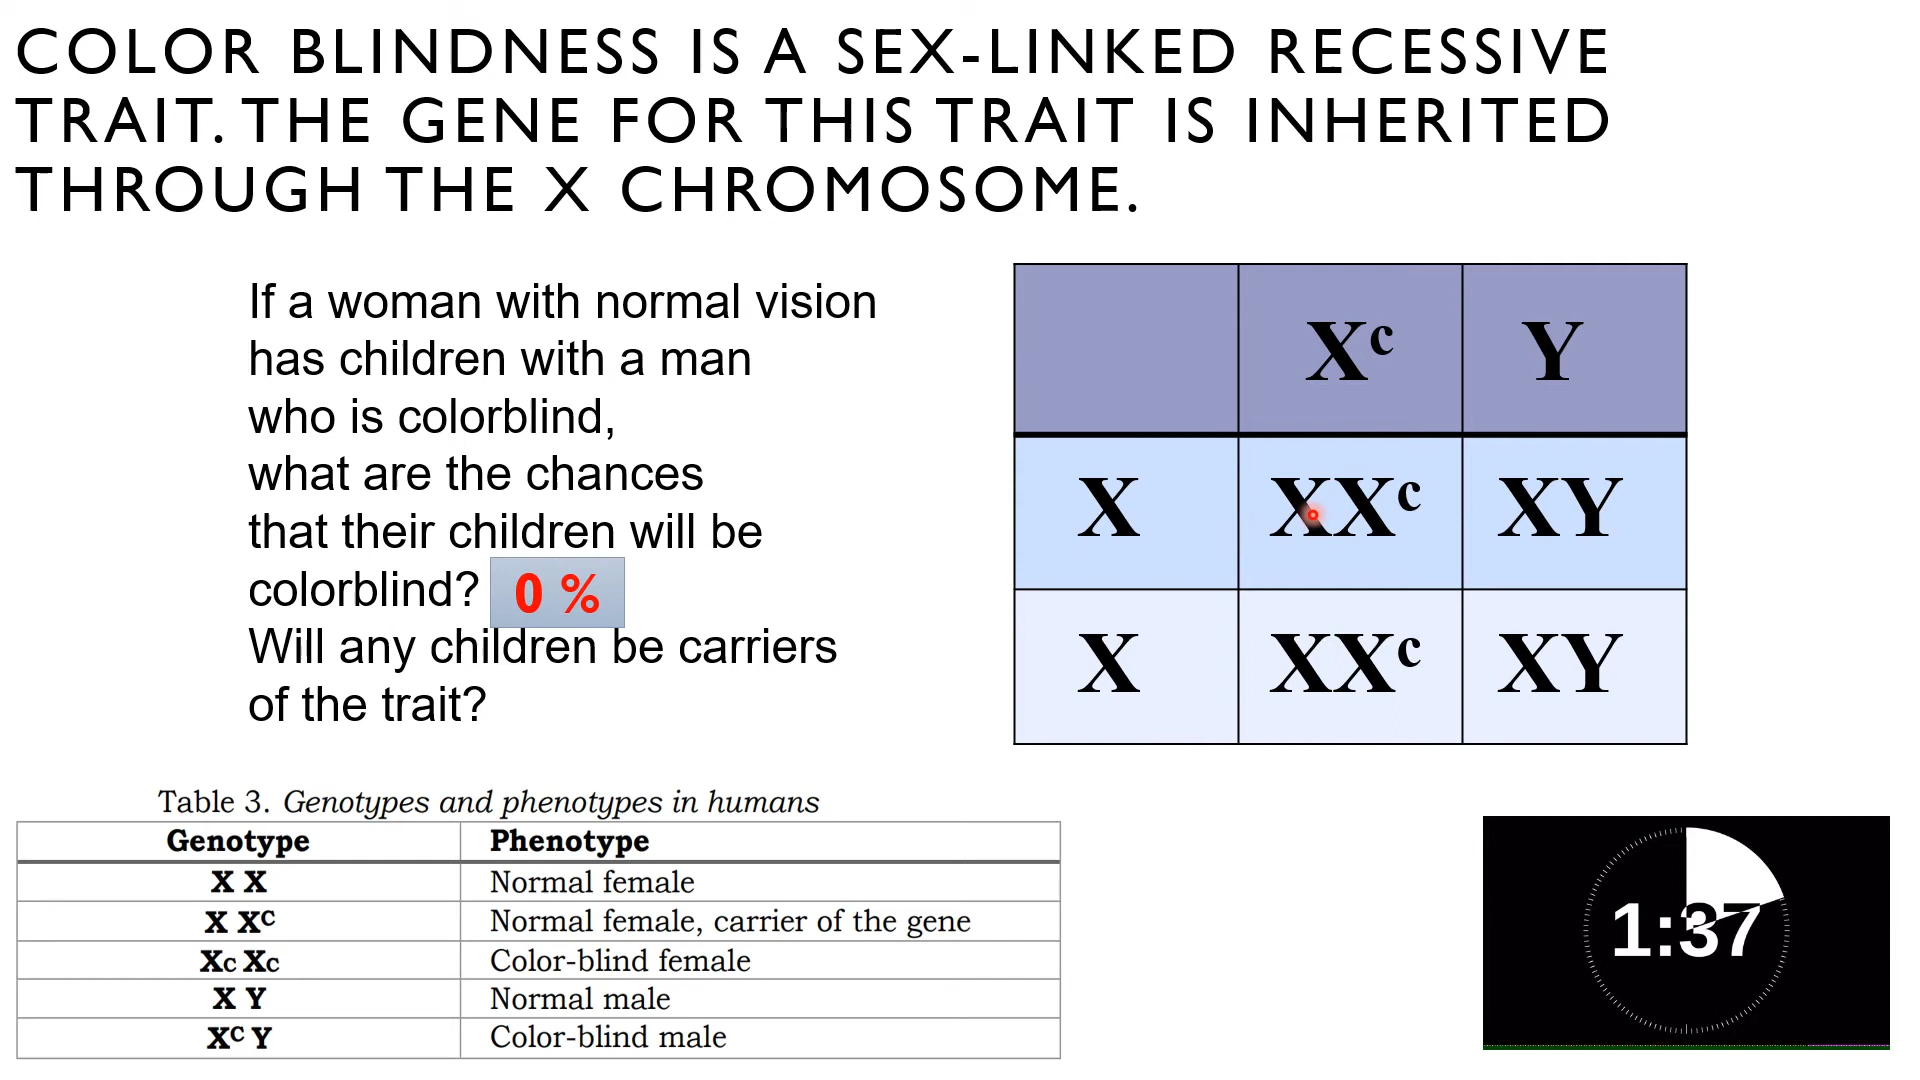 COLOR BLINDNESS IS A SEX-LINKED RECESSIVE
TRAIT. THE GENE FOR THIS TRAIT IS INHERITED
THROUGH THE X CHROMOSOME.
If a woman with normal vision
has children with a man
who is colorblind,
what are the chances
that their children will be
colorblind? 0 %
Will any children be carriers
of the trait?
Xᶜ Y
X XXᶜ XY
X XXᶜ XY
Table 3. Genotypes and phenotypes in humans
Genotype Phenotype
X X Normal female
X Xᶜ Normal female, carrier of the gene
Xc Xc Color-blind female
X Y Normal male
Xᶜ Y Color-blind male
1:37